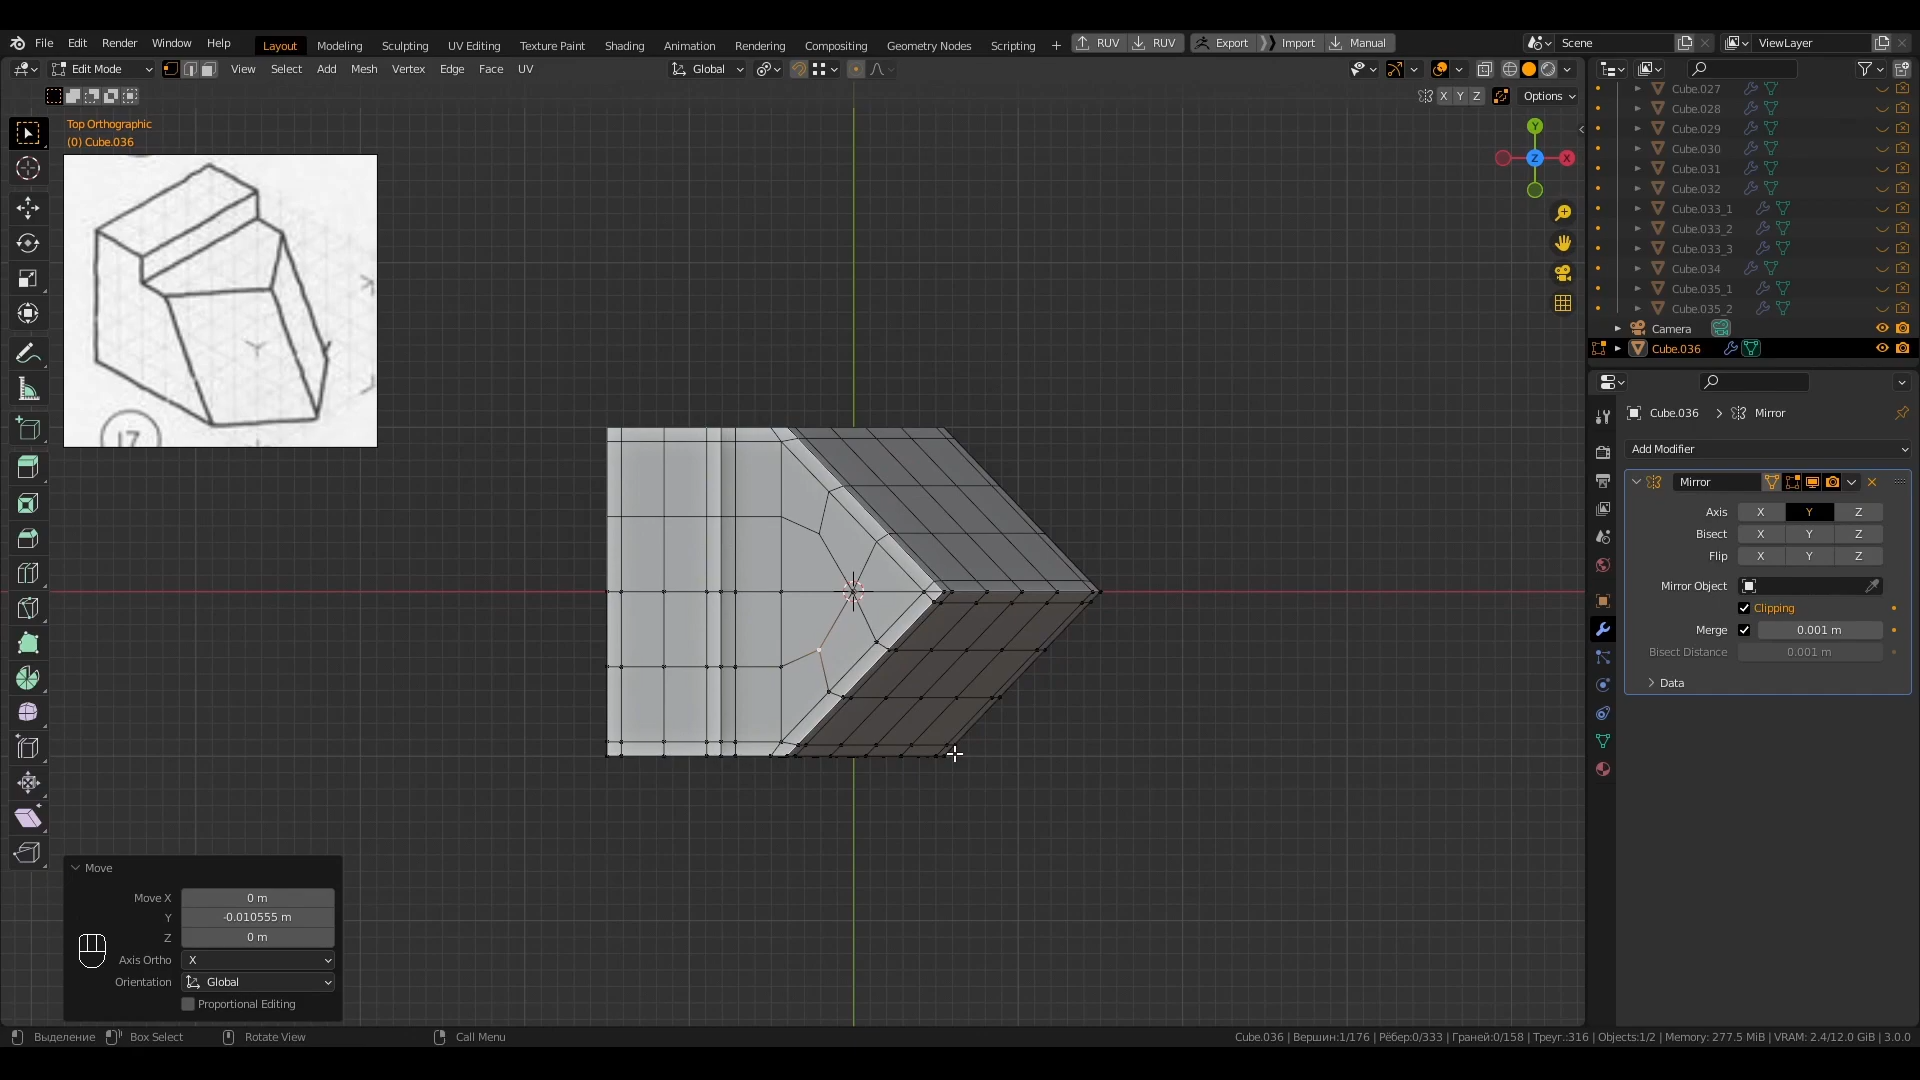 File Edit Render Window Help Layout Modeling Sculpting UV Editing Texture Paint Shading Animation Rendering Compositing Geometry Nodes Scripting + RUV RUV Export Import Manual Scene ViewLayer
Edit Mode View Select Add Mesh Vertex Edge Face UV Global
X Y Z Options
Top Orthographic
(0) Cube.036
17
Y
Z X
Cube.027
Cube.028
Cube.029
Cube.030
Cube.031
Cube.032
Cube.033_1
Cube.033_2
Cube.033_3
Cube.034
Cube.035_1
Cube.035_2
Camera
Cube.036
Cube.036 > Mirror
Add Modifier
Mirror
Axis X Y Z
Bisect X Y Z
Flip X Y Z
Mirror Object
Clipping
Merge 0.001 m
Bisect Distance 0.001 m
Data
Move
Move X 0 m
Y -0.010555 m
Z 0 m
Axis Ortho X
Orientation Global
Proportional Editing
Выделение Box Select Rotate View Call Menu Cube.036 | Вершин:1/176 | Рёбер:0/333 | Граней:0/158 | Треуг.:316 | Objects:1/2 | Memory: 277.5 MiB | VRAM: 2.4/12.0 GiB | 3.0.0